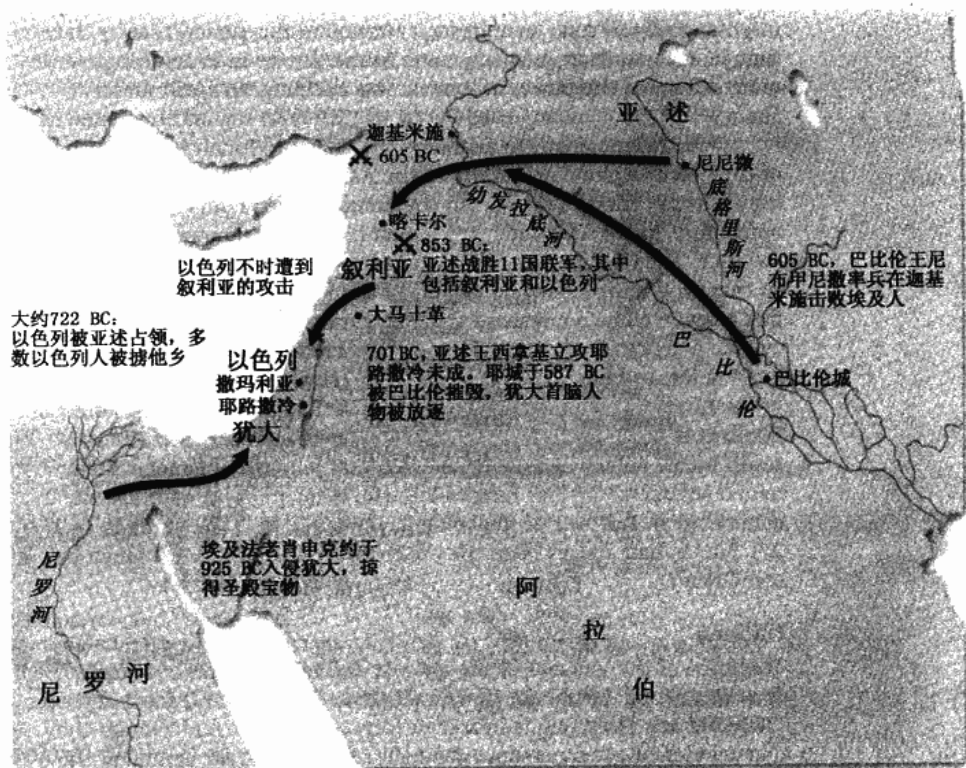 亚述
迦基米施
605 BC
尼尼微
底格里斯河
幼发拉底河
喀卡尔
853 BC：
亚述战胜11国联军，其中
包括叙利亚和以色列
叙利亚
以色列不时遭到
叙利亚的攻击
605 BC，巴比伦王尼
布甲尼撒率兵在迦基
米施击败埃及人
大马士革
大约722 BC：
以色列被亚述占领，多
数以色列人被掳他乡
701BC，亚述王西拿基立攻耶
路撒冷未成。耶城于587 BC
被巴比伦摧毁，犹大首脑人
物被放逐
巴比伦
以色列
撒玛利亚
耶路撒冷
犹大
巴比伦城
埃及法老肖申克约于
925 BC入侵犹大，掠
得圣殿宝物
尼罗河
尼罗河
阿拉伯